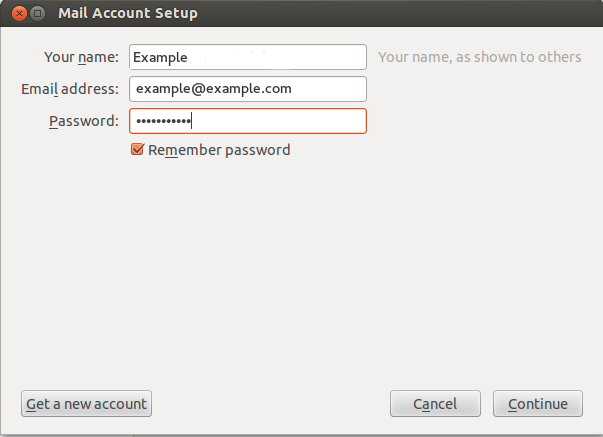 Mail Account Setup
Your name: Example Your name, as shown to others
Email address: example@example.com
Password: •••••••••••
Remember password
Get a new account Cancel Continue